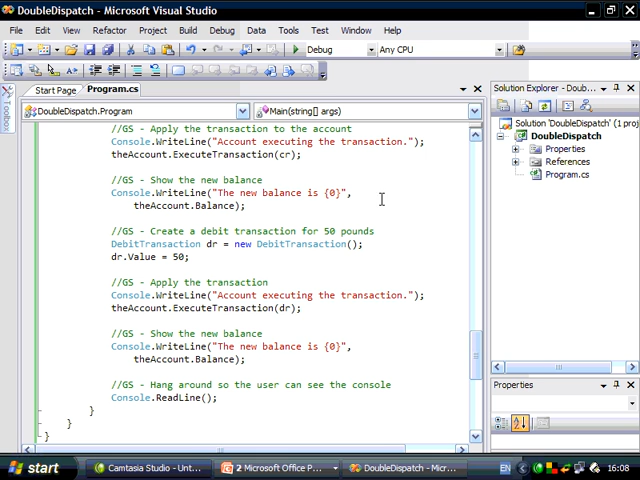 DoubleDispatch - Microsoft Visual Studio
File Edit View Refactor Project Build Debug Data Tools Test Window Help
Debug Any CPU
Start Page Program.cs
DoubleDispatch.Program Main(string[] args)
Toolbox
//GS - Apply the transaction to the account
Console.WriteLine("Account executing the transaction.");
theAccount.ExecuteTransaction(cr);
//GS - Show the new balance
Console.WriteLine("The new balance is {0}",
theAccount.Balance);
//GS - Create a debit transaction for 50 pounds
DebitTransaction dr = new DebitTransaction();
dr.Value = 50;
//GS - Apply the transaction
Console.WriteLine("Account executing the transaction.");
theAccount.ExecuteTransaction(dr);
//GS - Show the new balance
Console.WriteLine("The new balance is {0}",
theAccount.Balance);
//GS - Hang around so the user can see the console
Console.ReadLine();
}
}
}
Solution Explorer - Doub...
Solution 'DoubleDispatch' (1 pro
DoubleDispatch
Properties
References
Program.cs
Properties
start Camtasia Studio - Unt... 2 Microsoft Office P... DoubleDispatch - Micr... EN 16:08